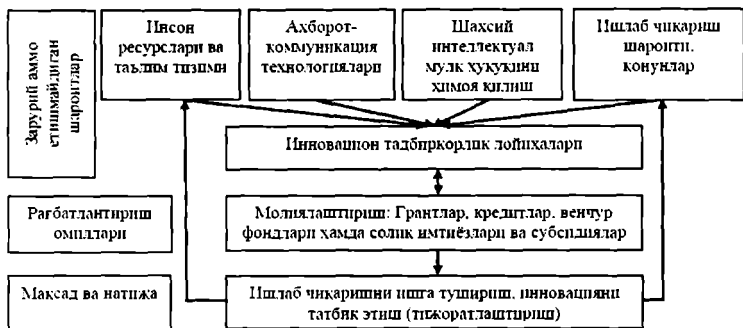 Зарурий аммо
етишмайдиган
шароитлар
Инсон
ресурслари ва
таълим тизими
Ахборот-
коммуникация
технологиялари
Шахсий
интеллектуал
мулк ҳуқуқини
ҳимоя қилиш
Ишлаб чиқариш
шароити,
қонунлар
Инновацион тадбиркорлик лойиҳалари
Рағбатлантириш
омиллари
Молиялаштириш: Грантлар, кредитлар, венчур
фондлари ҳамда солиқ имтиёзлари ва субсидиялар
Мақсад ва натижа
Ишлаб чиқаришни ишга тушириш, инновацияни
татбиқ этиш (тижоратлаштириш)